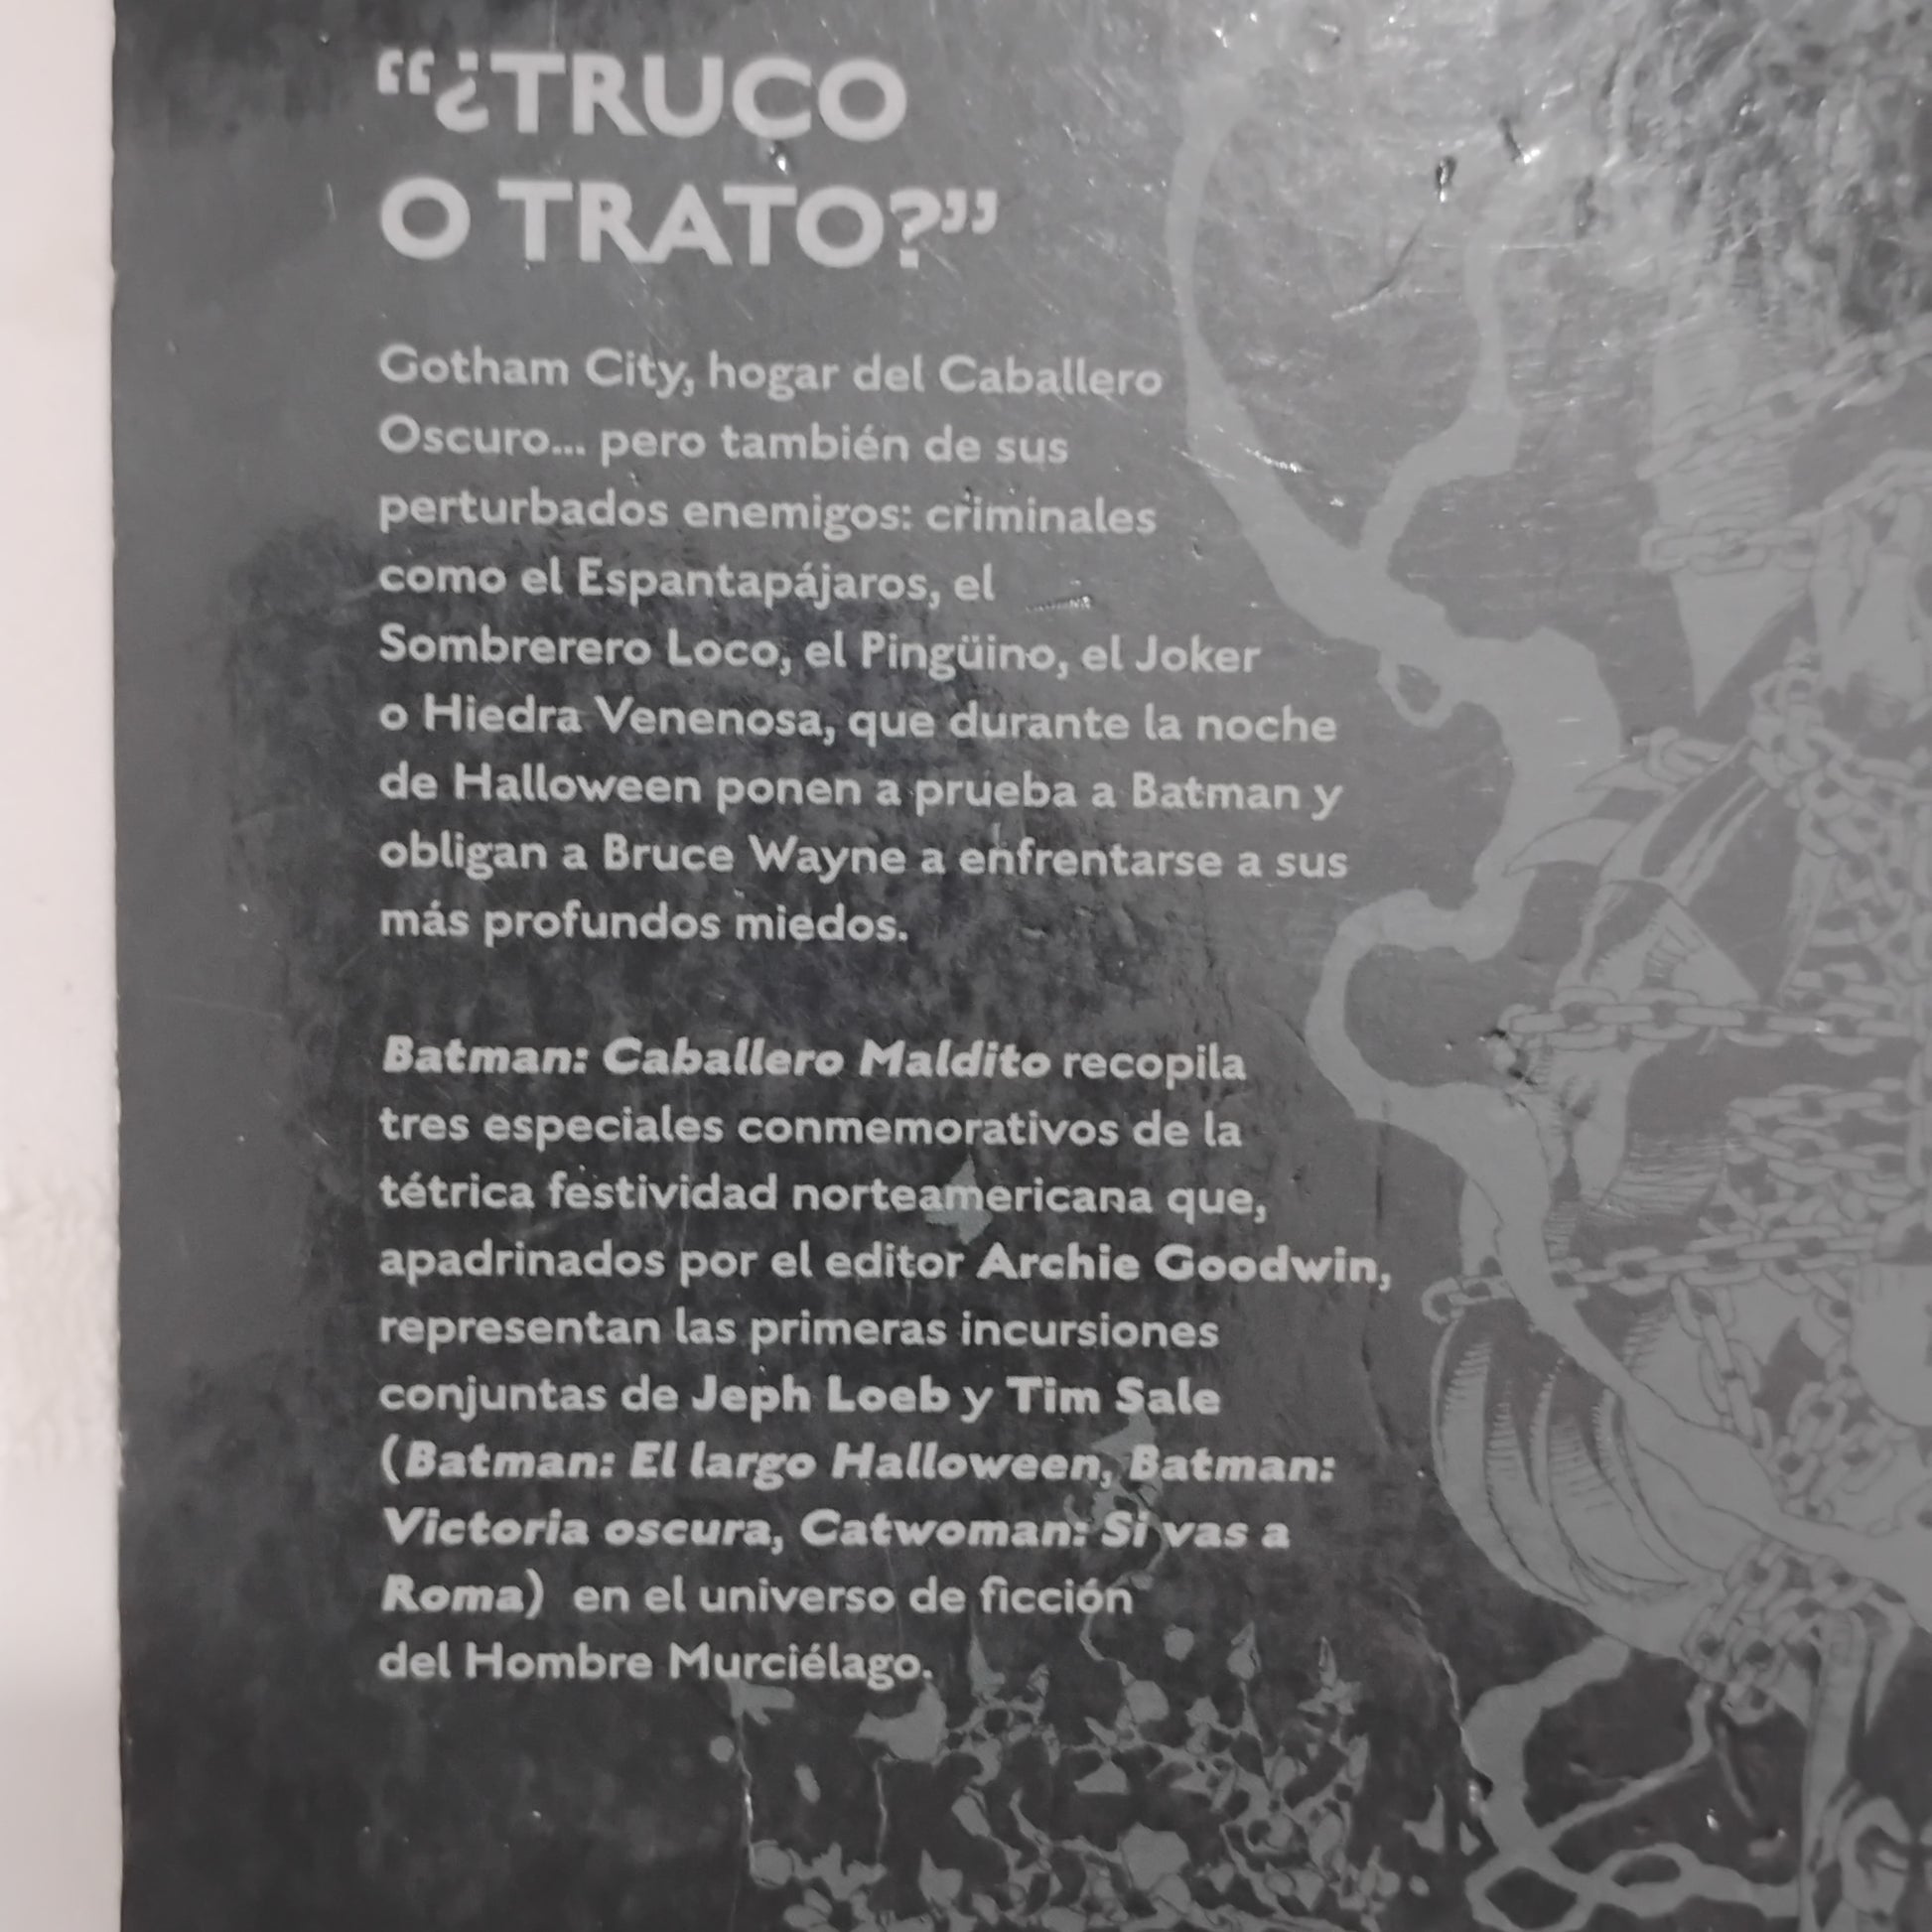 “¿TRUCO
O TRATO?”
Gotham City, hogar del Caballero
Oscuro... pero también de sus
perturbados enemigos: criminales
como el Espantapájaros, el
Sombrerero Loco, el Pingüino, el Joker
o Hiedra Venenosa, que durante la noche
de Halloween ponen a prueba a Batman y
obligan a Bruce Wayne a enfrentarse a sus
más profundos miedos.
Batman: Caballero Maldito recopila
tres especiales conmemorativos de la
tétrica festividad norteamericana que,
apadrinados por el editor Archie Goodwin,
representan las primeras incursiones
conjuntas de Jeph Loeb y Tim Sale
(Batman: El largo Halloween, Batman:
Victoria oscura, Catwoman: Si vas a
Roma) en el universo de ficción
del Hombre Murciélago.